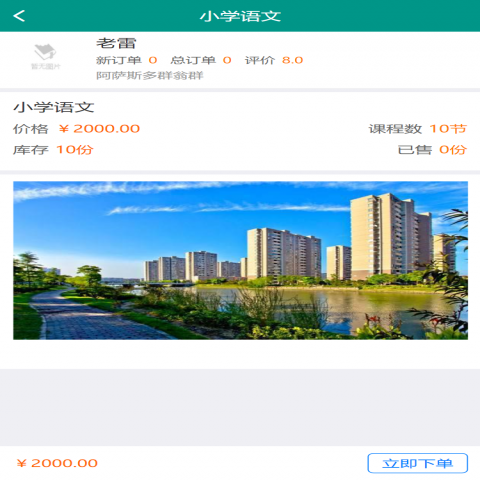 小学语文
老雷
新订单 0 总订单 0 评价 8.0
阿萨斯多群翁群
暂无图片
小学语文
价格 ￥2000.00 课程数 10节
库存 10份 已售 0份
￥2000.00 立即下单